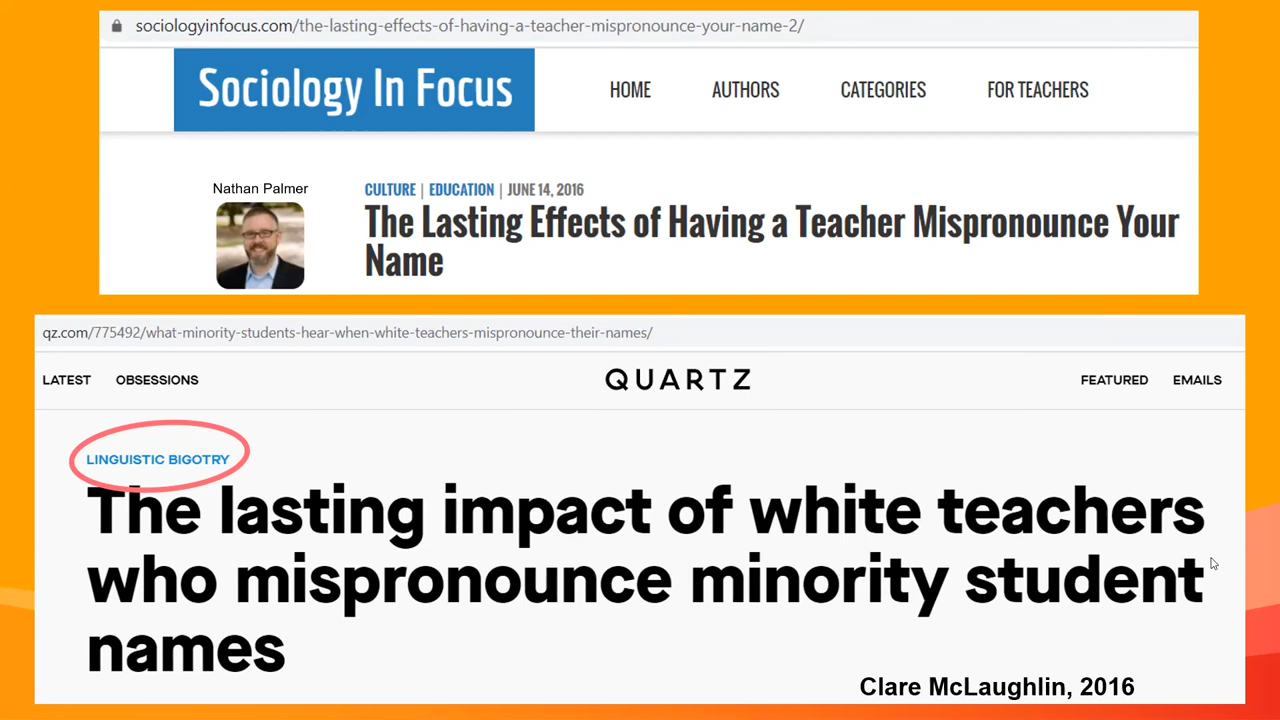 sociologyinfocus.com/the-lasting-effects-of-having-a-teacher-mispronounce-your-name-2/
Sociology In Focus
HOME AUTHORS CATEGORIES FOR TEACHERS
Nathan Palmer
CULTURE | EDUCATION | JUNE 14, 2016
The Lasting Effects of Having a Teacher Mispronounce Your
Name
qz.com/775492/what-minority-students-hear-when-white-teachers-mispronounce-their-names/
LATEST OBSESSIONS QUARTZ FEATURED EMAILS
LINGUISTIC BIGOTRY
The lasting impact of white teachers
who mispronounce minority student
names
Clare McLaughlin, 2016